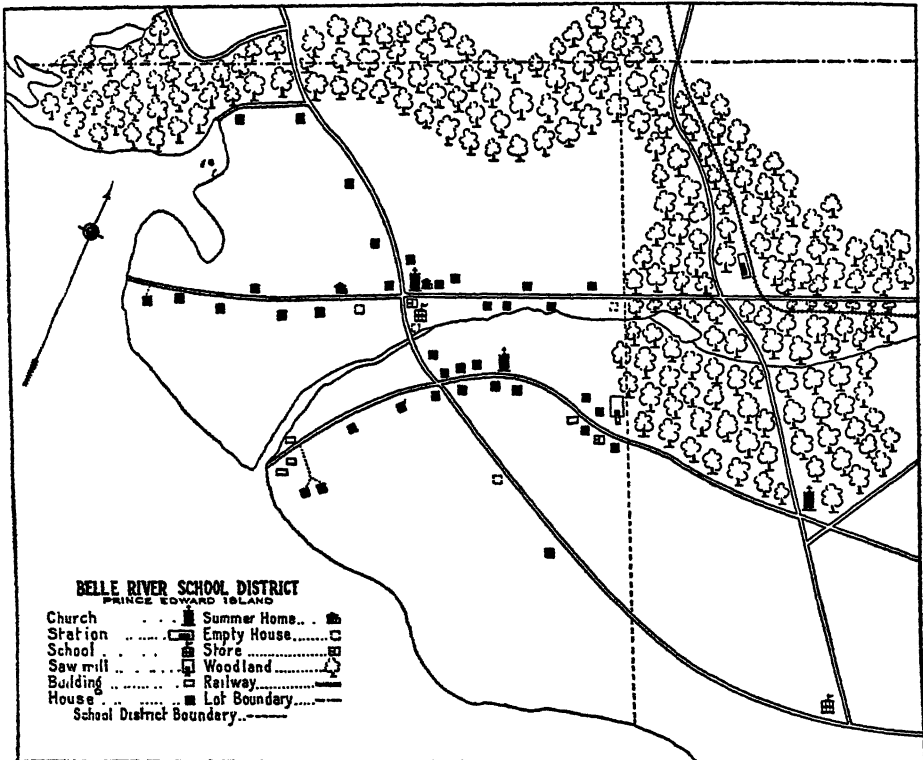 BELLE RIVER SCHOOL DISTRICT
PRINCE EDWARD ISLAND
Church . . . . Summer Home.. .
Station ........ Empty House.......
School . . . . Store .............
Saw mill .. ..... Woodland...........
Building .......... Railway............
House. ..... .. Lot Boundary.....
School District Boundary..